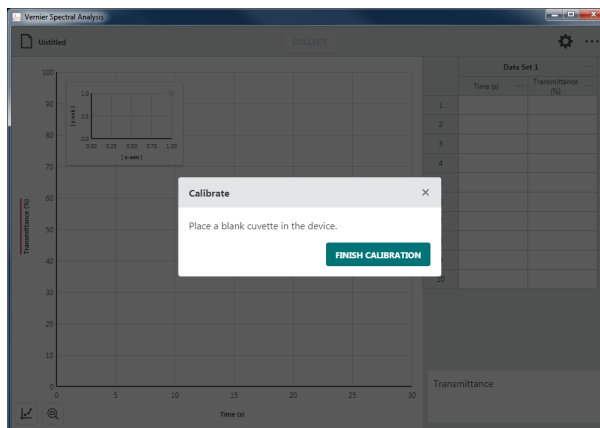 Vernier Spectral Analysis
Untitled
COLLECT
Data Set 1
Time (s)
Transmittance
(%)
1
2
3
4
10
100
90
80
70
60
50
40
30
20
10
0
Transmittance (%)
0
5
10
15
20
25
30
Time (s)
1.0
0.5
0.0
[ y-axis ]
0.00 0.25 0.50 0.75 1.00
[ x-axis ]
Calibrate
Place a blank cuvette in the device.
FINISH CALIBRATION
Transmittance